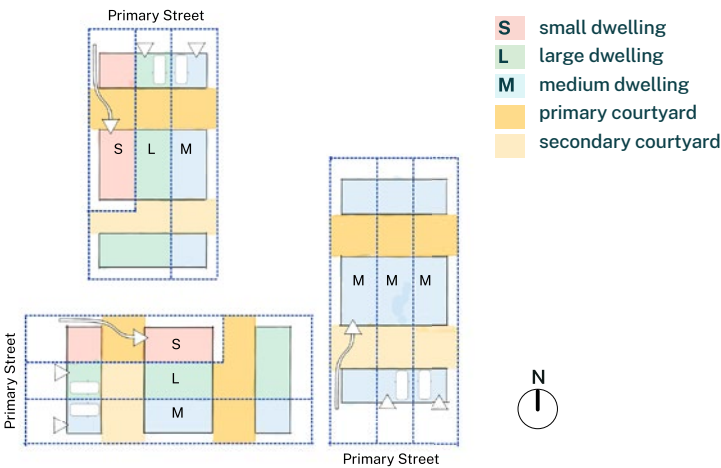 Primary Street
S L M
S small dwelling
L large dwelling
M medium dwelling
primary courtyard
secondary courtyard
M M M
Primary Street
S
L
M
N
Primary Street